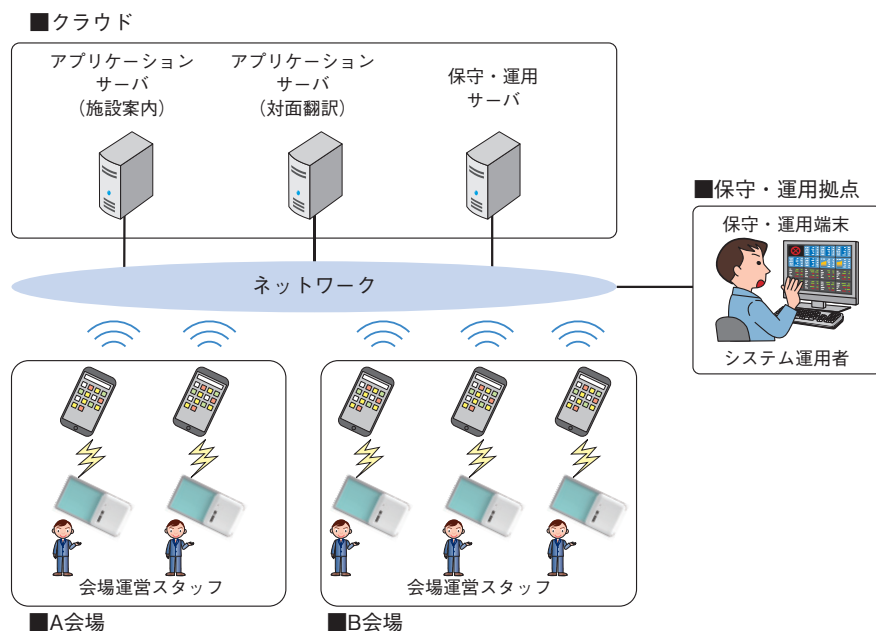 ■クラウド
アプリケーション
サーバ
（施設案内）
アプリケーション
サーバ
（対面翻訳）
保守・運用
サーバ
■保守・運用拠点
保守・運用端末
システム運用者
ネットワーク
会場運営スタッフ
会場運営スタッフ
■A会場
■B会場